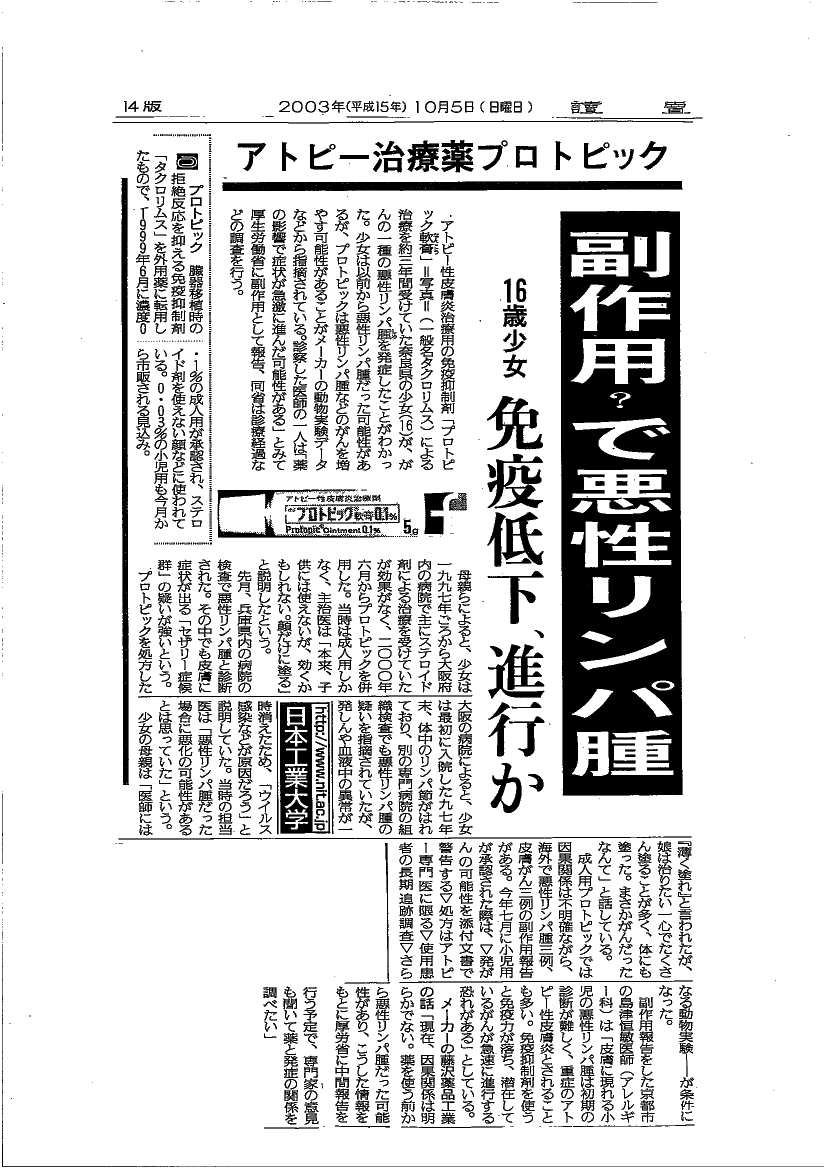 14版
2003年(平成15年)10月5日(日曜日)
讀賣
アトピー治療薬プロトピック
副作用?で悪性リンパ腫
16歳少女 免疫低下、進行か
アトピー性皮膚炎治療用の免疫抑制剤「プロトピ
ック軟膏」=写真=(一般名タクロリムス)による
治療を約三年間受けていた奈良県の少女(16)が、が
んの一種の悪性リンパ腫を発症したことがわかっ
た。少女は以前から悪性リンパ腫だった可能性があ
るが、プロトピックは悪性リンパ腫などのがんを増
やす可能性があることがメーカーの動物実験データ
などから指摘されている。診察した医師の一人は「薬
の影響で症状が急激に進んだ可能性がある」とみて
厚生労働省に副作用として報告、同省は診療経過な
どの調査を行う。
プロトピック 臓器移植時の
拒絶反応を抑える免疫抑制剤
「タクロリムス」を外用薬に転用し
たもので、1999年6月に濃度0
・1%の成人用が承認され、ステロ
イド剤を使えない顔などに使われて
いる。0・03%の小児用も今月か
ら市販される見込み。
アトピー性皮膚炎治療剤
プロトピック軟膏0.1%
Protopic Ointment 0.1%
5g
母親らによると、少女は
一九九七年ごろから大阪府
内の病院で主にステロイド
剤による治療を受けていた
が効果がなく、二〇〇〇年
六月からプロトピックを併
用した。当時は成人用しか
なく、主治医は「本来、子
供には使えないが、効くか
もしれない。顔だけに塗る」
と説明したという。
先月、兵庫県内の病院の
検査で悪性リンパ腫と診断
された。その中でも皮膚に
症状が出る「セザリー症候
群」の疑いが強いという。
プロトピックを処方した
大阪の病院によると、少女
は最初に入院した九七年
末、体中のリンパ節がはれ
ており、別の専門病院の組
織検査でも悪性リンパ腫の
疑いを指摘されていたが、
発しんや血液中の異常が一
時消えたため、「ウイルス
感染などが原因だろう」と
説明していた。当時の担当
医は「悪性リンパ腫だった
場合に悪化の可能性がある
とは思っていた」という。
少女の母親は「医師には
http://www.nit.ac.jp
日本工業大学
『薄く塗れ』と言われたが、
娘は治りたい一心でたくさ
ん塗ることが多く、体にも
塗った。まさかがんだった
なんて」と話している。
成人用プロトピックでは
因果関係は不明確ながら、
海外で悪性リンパ腫三例、
皮膚がん三例の副作用報告
がある。今年七月に小児用
が承認された際は、▽発が
んの可能性を添付文書で
警告する▽処方はアトピ
ー専門医に限る▽使用患
者の長期追跡調査▽さら
なる動物実験――が条件に
なった。
副作用報告をした京都市
の島津恒敏医師(アレルギ
ー科)は「皮膚に現れる小
児の悪性リンパ腫は初期の
診断が難しく、重症のアト
ピー性皮膚炎とされること
も多い。免疫抑制剤を使う
と免疫力が落ち、潜在して
いるがんが急速に進行する
恐れがある」としている。
メーカーの藤沢薬品工業
の話「現在、因果関係は明
らかでない。薬を使う前か
ら悪性リンパ腫だった可能
性があり、こうした情報を
もとに厚労省に中間報告を
行う予定で、専門家の意見
も聞いて薬と発症の関係を
調べたい」